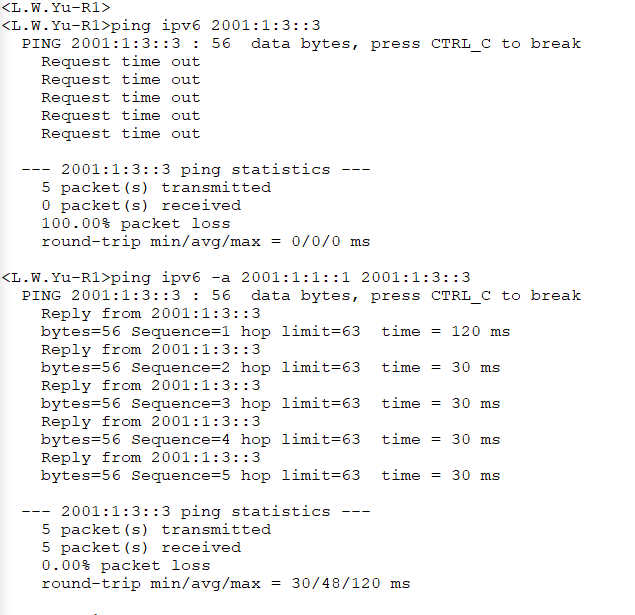 <L.W.Yu-R1>
<L.W.Yu-R1>ping ipv6 2001:1:3::3
PING 2001:1:3::3 : 56  data bytes, press CTRL_C to break
Request time out
Request time out
Request time out
Request time out
Request time out
--- 2001:1:3::3 ping statistics ---
5 packet(s) transmitted
0 packet(s) received
100.00% packet loss
round-trip min/avg/max = 0/0/0 ms
<L.W.Yu-R1>ping ipv6 -a 2001:1:1::1 2001:1:3::3
PING 2001:1:3::3 : 56  data bytes, press CTRL_C to break
Reply from 2001:1:3::3
bytes=56 Sequence=1 hop limit=63  time = 120 ms
Reply from 2001:1:3::3
bytes=56 Sequence=2 hop limit=63  time = 30 ms
Reply from 2001:1:3::3
bytes=56 Sequence=3 hop limit=63  time = 30 ms
Reply from 2001:1:3::3
bytes=56 Sequence=4 hop limit=63  time = 30 ms
Reply from 2001:1:3::3
bytes=56 Sequence=5 hop limit=63  time = 30 ms
--- 2001:1:3::3 ping statistics ---
5 packet(s) transmitted
5 packet(s) received
0.00% packet loss
round-trip min/avg/max = 30/48/120 ms